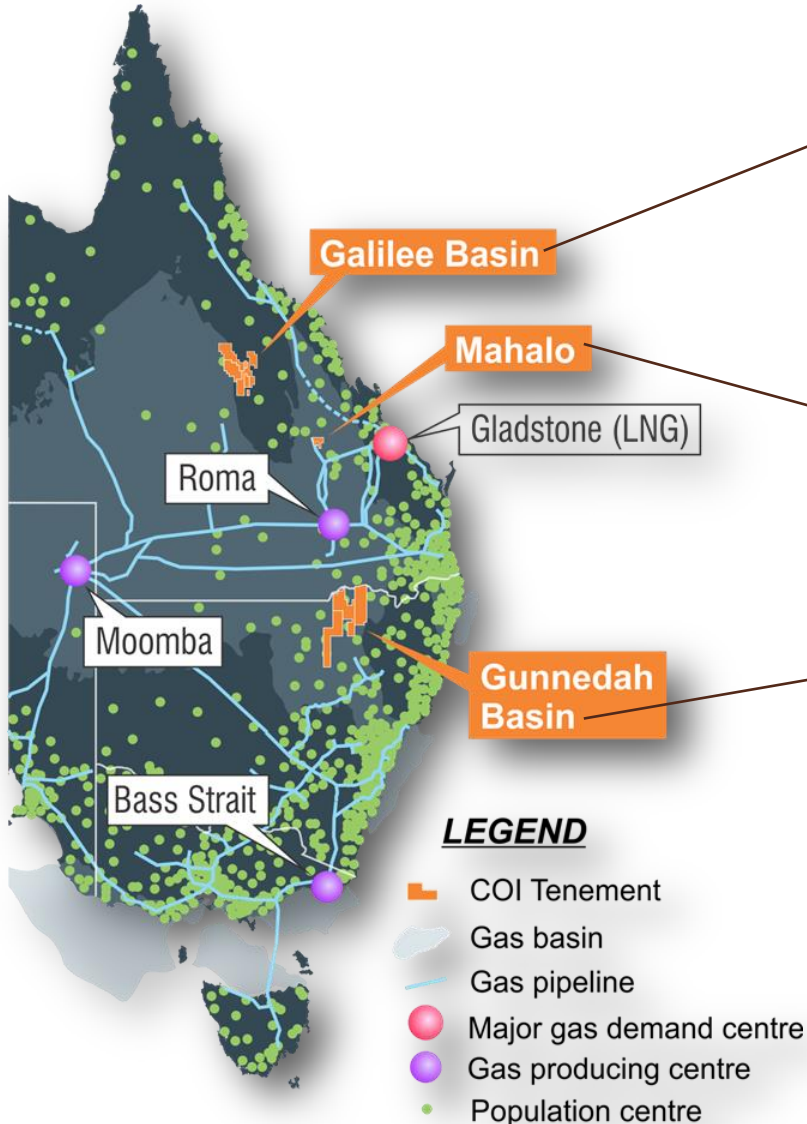 Galilee Basin
Mahalo
Gladstone (LNG)
Roma
Moomba
Gunnedah
Basin
Bass Strait
LEGEND
COI Tenement
Gas basin
Gas pipeline
Major gas demand centre
Gas producing centre
Population centre